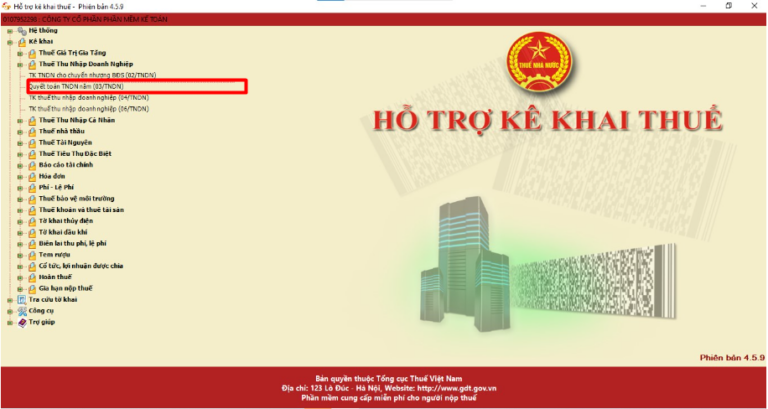 Hỗ trợ kê khai thuế - Phiên bản 4.5.9
0107952298 - CÔNG TY CỔ PHẦN PHẦN MỀM KẾ TOÁN
Hệ thống
Kê khai
Thuế Giá Trị Gia Tăng
Thuế Thu Nhập Doanh Nghiệp
TK TNDN cho chuyển nhượng BĐS (02/TNDN)
Quyết toán TNDN năm (03/TNDN)
TK thuế thu nhập doanh nghiệp (04/TNDN)
TK thuế thu nhập doanh nghiệp (06/TNDN)
Thuế Thu Nhập Cá Nhân
Thuế nhà thầu
Thuế Tài Nguyên
Thuế Tiêu Thụ Đặc Biệt
Báo cáo tài chính
Hóa đơn
Phí - Lệ Phí
Thuế bảo vệ môi trường
Thuế khoán và thuê tài sản
Tờ khai thủy điện
Tờ khai dầu khí
Biên lai thu phí, lệ phí
Tem rượu
Cổ tức, lợi nhuận được chia
Hoàn thuế
Gia hạn nộp thuế
Tra cứu tờ khai
Công cụ
Trợ giúp
THUẾ NHÀ NƯỚC
HỖ TRỢ KÊ KHAI THUẾ
Phiên bản 4.5.9
Bản quyền thuộc Tổng cục Thuế Việt Nam
Địa chỉ: 123 Lò Đúc - Hà Nội, Website: http://www.gdt.gov.vn
Phần mềm cung cấp miễn phí cho người nộp thuế